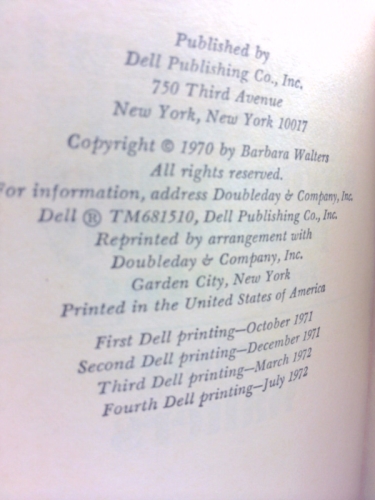 Published by
Dell Publishing Co., Inc.
750 Third Avenue
New York, New York 10017
Copyright © 1970 by Barbara Walters
All rights reserved.
For information, address Doubleday & Company, Inc.
Dell ® TM681510, Dell Publishing Co., Inc.
Reprinted by arrangement with
Doubleday & Company, Inc.
Garden City, New York
Printed in the United States of America
First Dell printing—October 1971
Second Dell printing—December 1971
Third Dell printing—March 1972
Fourth Dell printing—July 1972